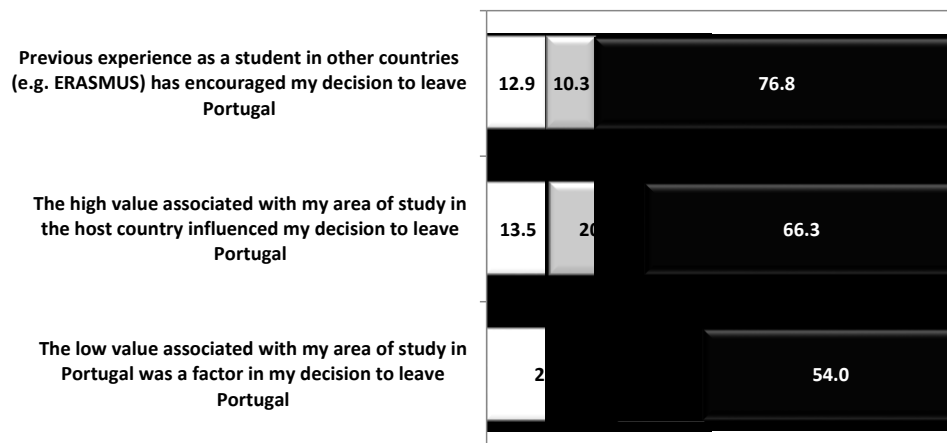 Previous experience as a student in other countries
(e.g. ERASMUS) has encouraged my decision to leave
Portugal
12.9 10.3 76.8
The high value associated with my area of study in
the host country influenced my decision to leave
Portugal
13.5 66.3
The low value associated with my area of study in
Portugal was a factor in my decision to leave
Portugal
54.0